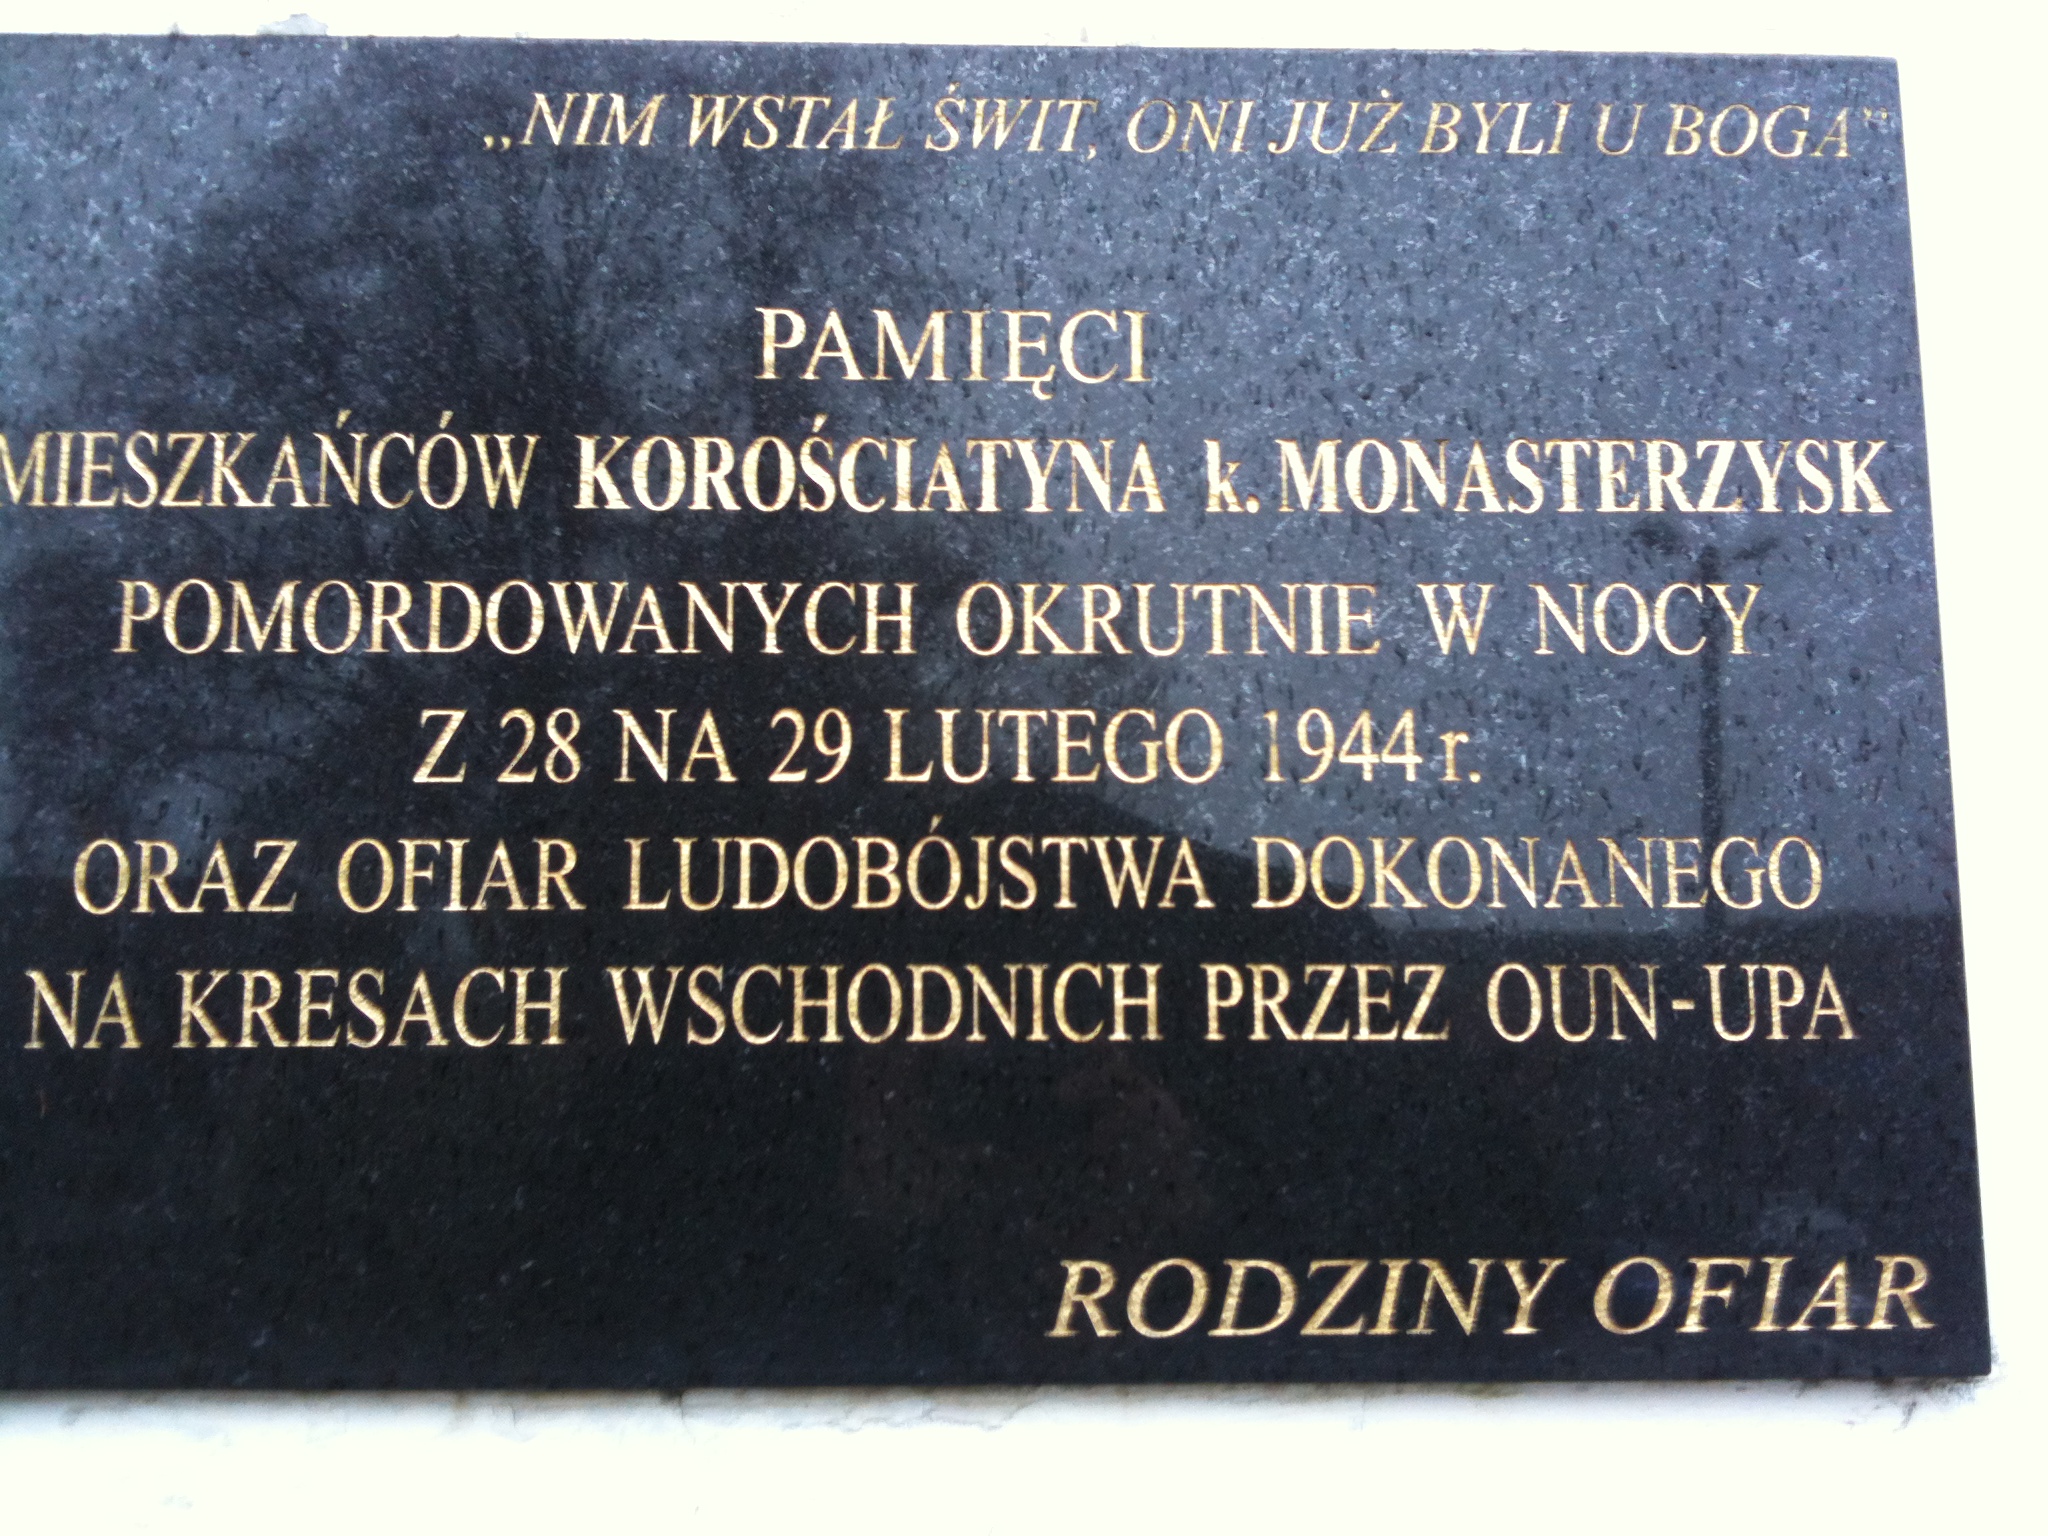 „NIM WSTAŁ ŚWIT, ONI JUŻ BYLI U BOGA”
PAMIĘCI
MIESZKAŃCÓW KOROŚCIATYNA k. MONASTERZYSK
POMORDOWANYCH OKRUTNIE W NOCY
Z 28 NA 29 LUTEGO 1944 r.
ORAZ OFIAR LUDOBÓJSTWA DOKONANEGO
NA KRESACH WSCHODNICH PRZEZ OUN-UPA
RODZINY OFIAR